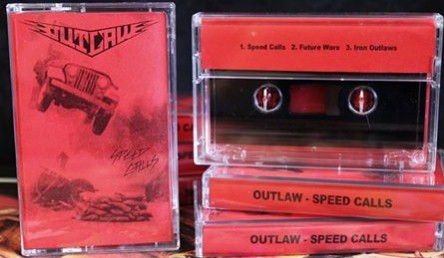 OUTLAW
SPEED
CALLS
1. Speed Calls 2. Future Wars 3. Iron Outlaws
OUTLAW - SPEED CALLS
OUTLAW - SPEED CALLS